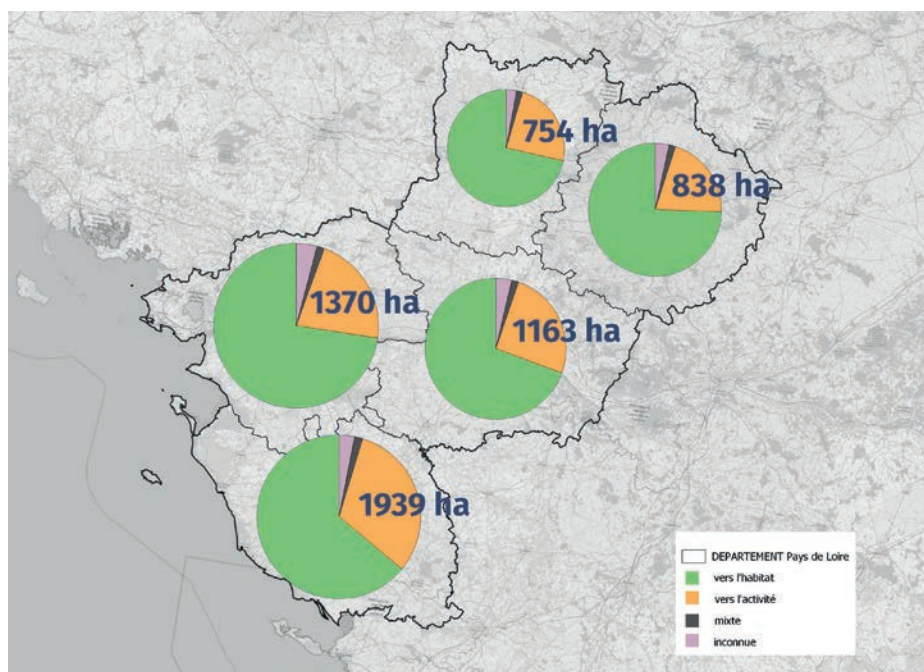 754 ha
838 ha
1370 ha
1163 ha
1939 ha
DEPARTEMENT Pays de Loire
vers l'habitat
vers l'activité
mixte
inconnue